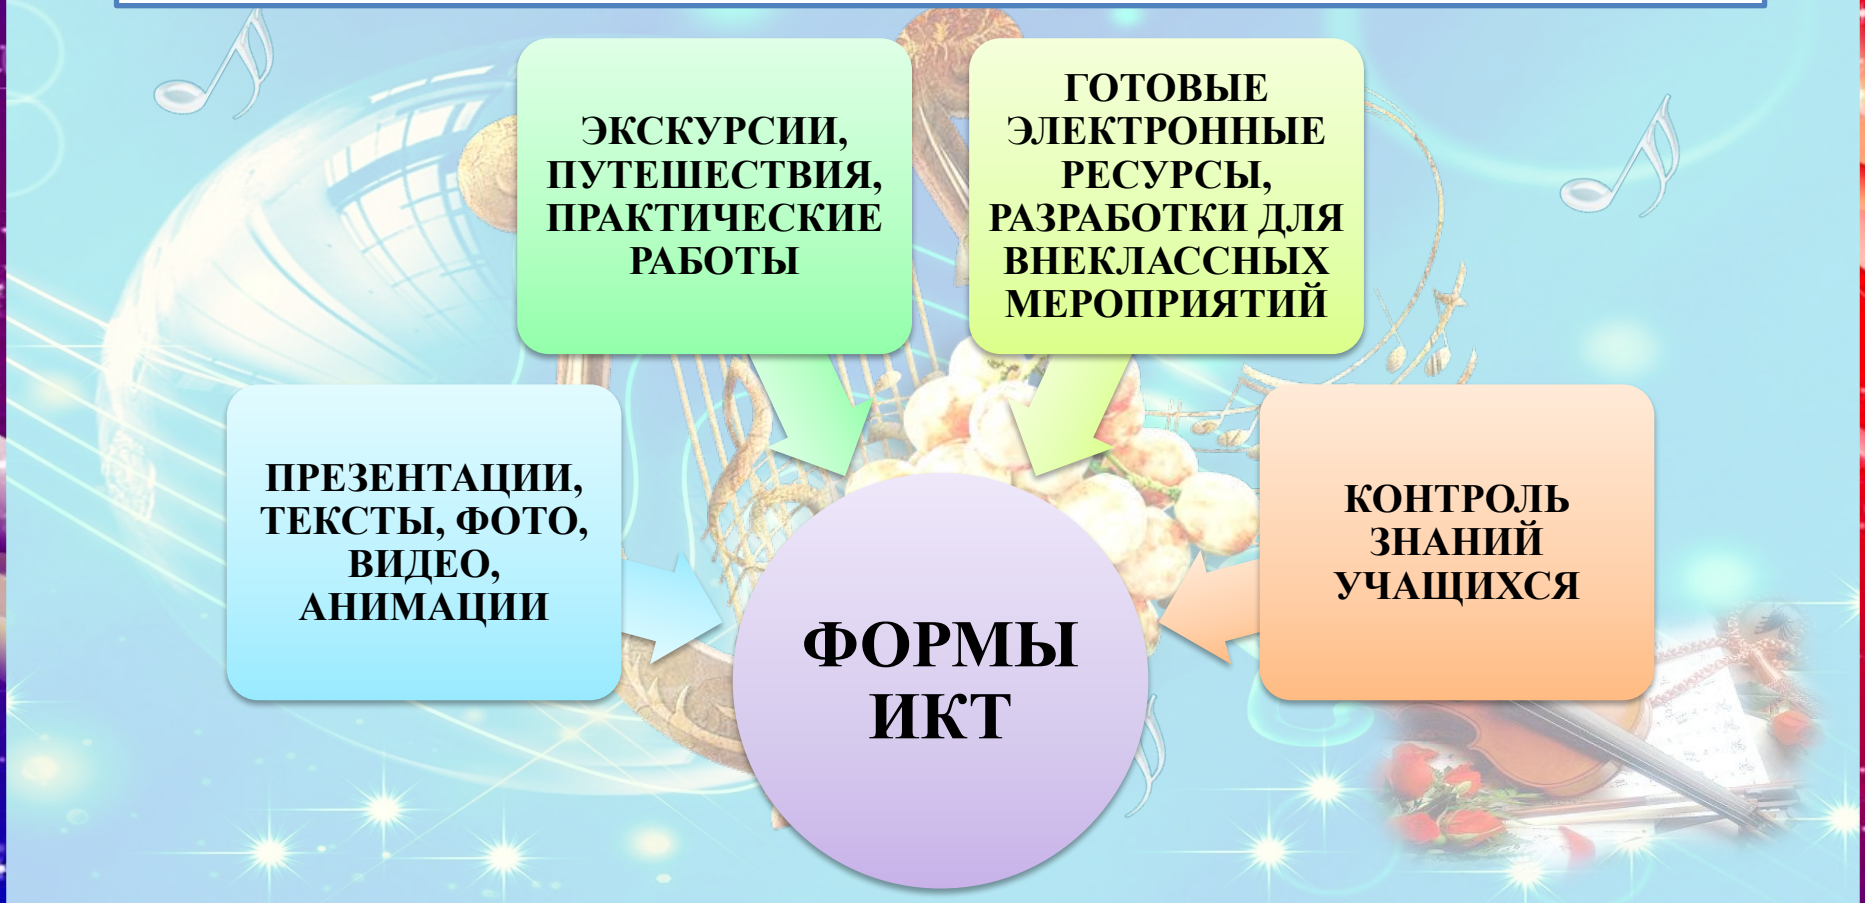 ЭКСКУРСИИ,
ПУТЕШЕСТВИЯ,
ПРАКТИЧЕСКИЕ
РАБОТЫ
ГОТОВЫЕ
ЭЛЕКТРОННЫЕ
РЕСУРСЫ,
РАЗРАБОТКИ ДЛЯ
ВНЕКЛАССНЫХ
МЕРОПРИЯТИЙ
ПРЕЗЕНТАЦИИ,
ТЕКСТЫ, ФОТО,
ВИДЕО,
АНИМАЦИИ
КОНТРОЛЬ
ЗНАНИЙ
УЧАЩИХСЯ
ФОРМЫ
ИКТ